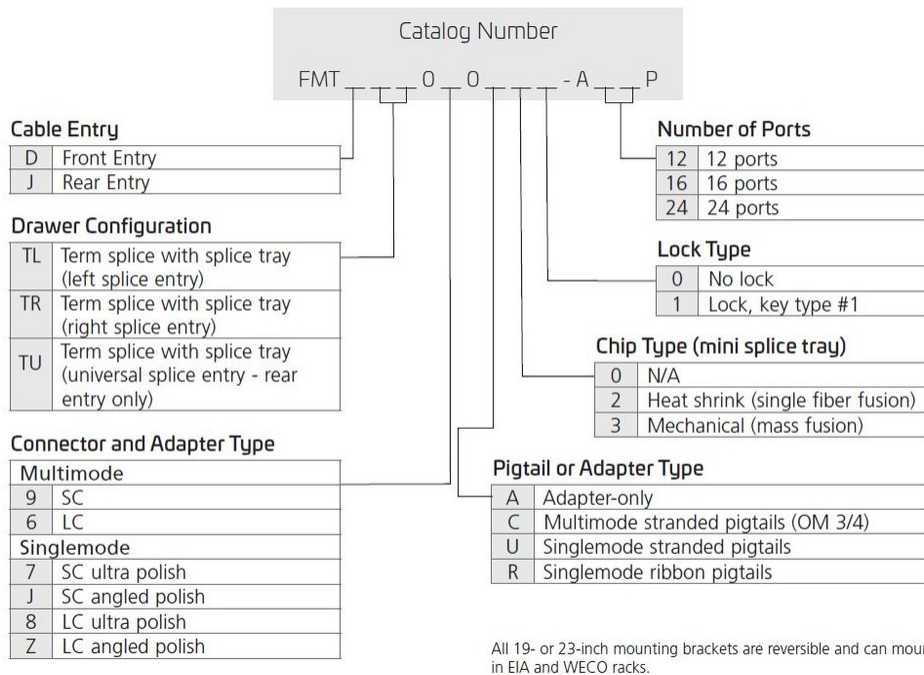 Catalog Number
FMT _ _ _ 0 _ 0 _ _ _ - A _ _ P
Cable Entry
D Front Entry
J Rear Entry
Drawer Configuration
TL Term splice with splice tray
(left splice entry)
TR Term splice with splice tray
(right splice entry)
TU Term splice with splice tray
(universal splice entry - rear
entry only)
Connector and Adapter Type
Multimode
9 SC
6 LC
Singlemode
7 SC ultra polish
J SC angled polish
8 LC ultra polish
Z LC angled polish
Number of Ports
12 12 ports
16 16 ports
24 24 ports
Lock Type
0 No lock
1 Lock, key type #1
Chip Type (mini splice tray)
0 N/A
2 Heat shrink (single fiber fusion)
3 Mechanical (mass fusion)
Pigtail or Adapter Type
A Adapter-only
C Multimode stranded pigtails (OM 3/4)
U Singlemode stranded pigtails
R Singlemode ribbon pigtails
All 19- or 23-inch mounting brackets are reversible and can moun
in EIA and WECO racks.